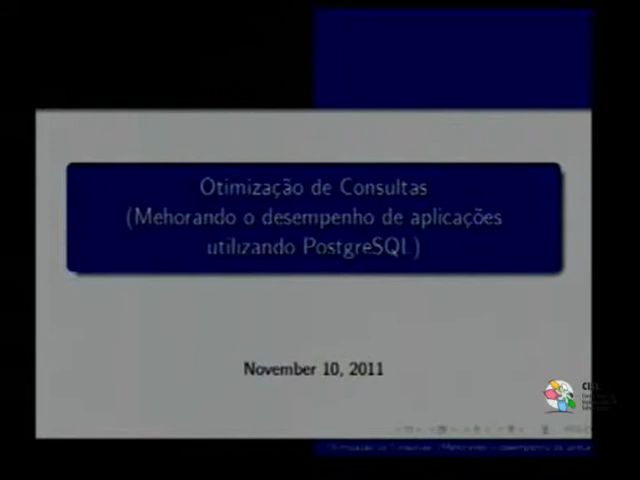 Otimização de Consultas
(Mehorando o desempenho de aplicações
utilizando PostgreSQL)
November 10, 2011